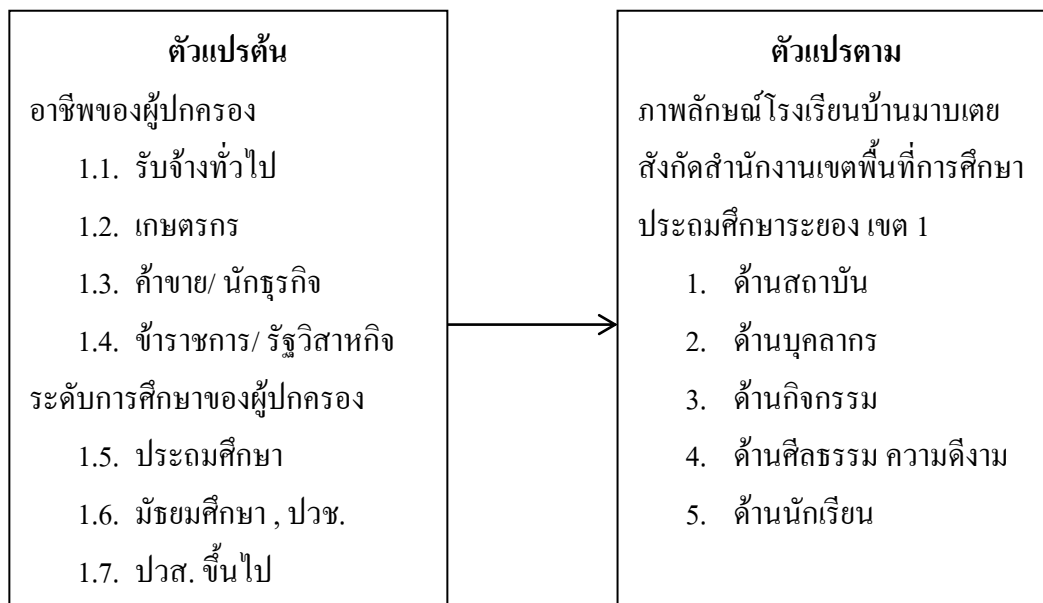 ตัวแปรต้น
อาชีพของผู้ปกครอง
1.1. รับจ้างทั่วไป
1.2. เกษตรกร
1.3. ค้าขาย/ นักธุรกิจ
1.4. ข้าราชการ/ รัฐวิสาหกิจ
ระดับการศึกษาของผู้ปกครอง
1.5. ประถมศึกษา
1.6. มัธยมศึกษา , ปวช.
1.7. ปวส. ขึ้นไป
ตัวแปรตาม
ภาพลักษณ์โรงเรียนบ้านมาบเตย
สังกัดสำนักงานเขตพื้นที่การศึกษา
ประถมศึกษาระยอง เขต 1
1. ด้านสถาบัน
2. ด้านบุคลากร
3. ด้านกิจกรรม
4. ด้านศีลธรรม ความดีงาม
5. ด้านนักเรียน